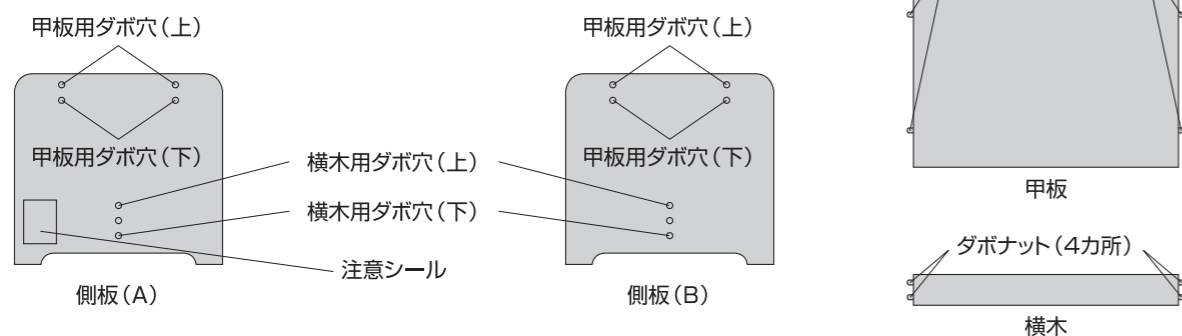 甲板用ダボ穴（上）
甲板用ダボ穴（下）
側板（A）
横木用ダボ穴（上）
横木用ダボ穴（下）
注意シール
甲板用ダボ穴（上）
甲板用ダボ穴（下）
側板（B）
甲板
ダボナット（4カ所）
横木